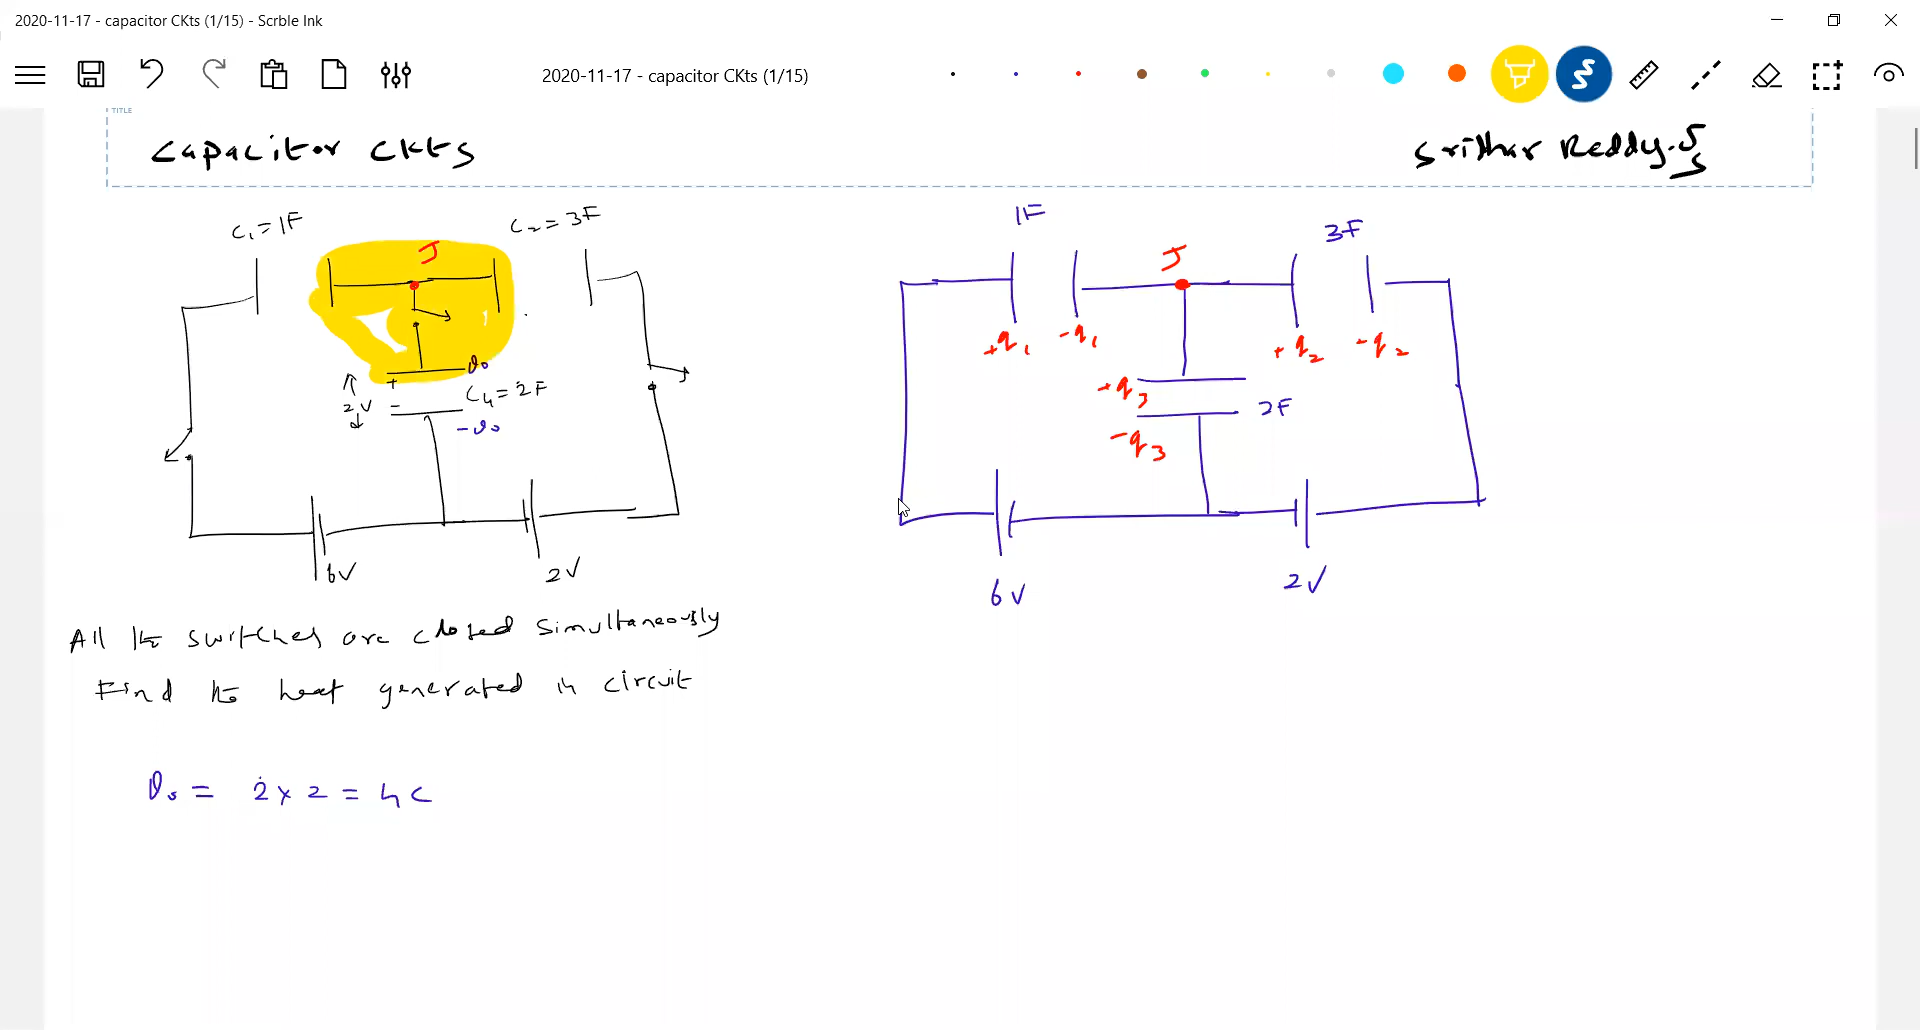 2020-11-17 - capacitor CKts (1/15) - Scrble Ink
2020-11-17 - capacitor CKts (1/15)
TITLE
Capacitor CKts
Srithar Reddy.S
C₁=1F
C₂=3F
J
+
Q₀
2V
-
C₄=2F
-Q₀
6V
2V
1F
3F
J
+q₁ -q₁
+q₂ -q₂
+q₃
2F
-q₃
6V
2V
All the switches are closed simultaneously
Find the heat generated in circuit
Q₀ = 2×2 = 4C